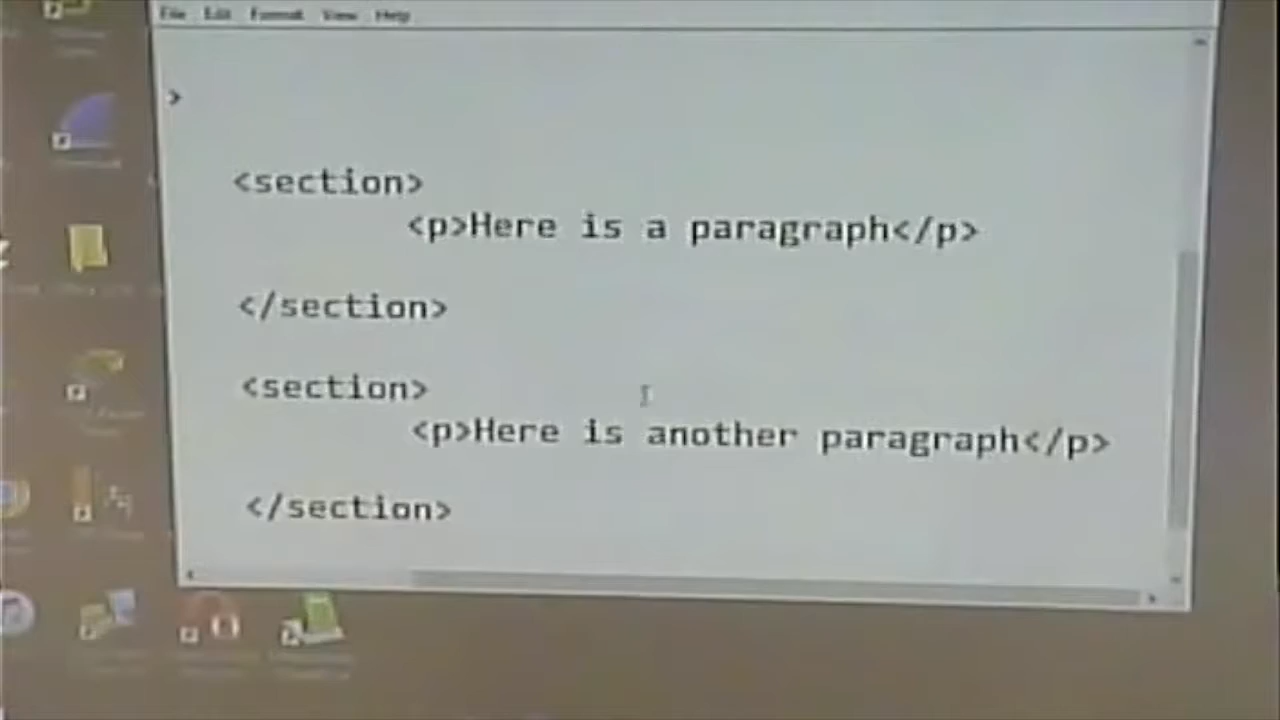 File Edit Format View Help
>
<section>
<p>Here is a paragraph</p>
</section>
<section>
<p>Here is another paragraph</p>
</section>